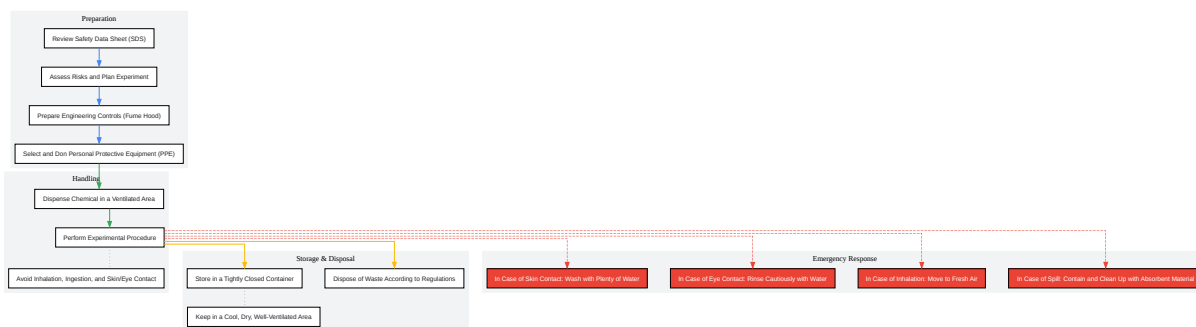 Preparation
Review Safety Data Sheet (SDS)
Assess Risks and Plan Experiment
Prepare Engineering Controls (Fume Hood)
Select and Don Personal Protective Equipment (PPE)
Handling
Dispense Chemical in a Ventilated Area
Perform Experimental Procedure
Avoid Inhalation, Ingestion, and Skin/Eye Contact
Storage & Disposal
Store in a Tightly Closed Container
Dispose of Waste According to Regulations
Keep in a Cool, Dry, Well-Ventilated Area
Emergency Response
In Case of Skin Contact: Wash with Plenty of Water
In Case of Eye Contact: Rinse Cautiously with Water
In Case of Inhalation: Move to Fresh Air
In Case of Spill: Contain and Clean Up with Absorbent Material